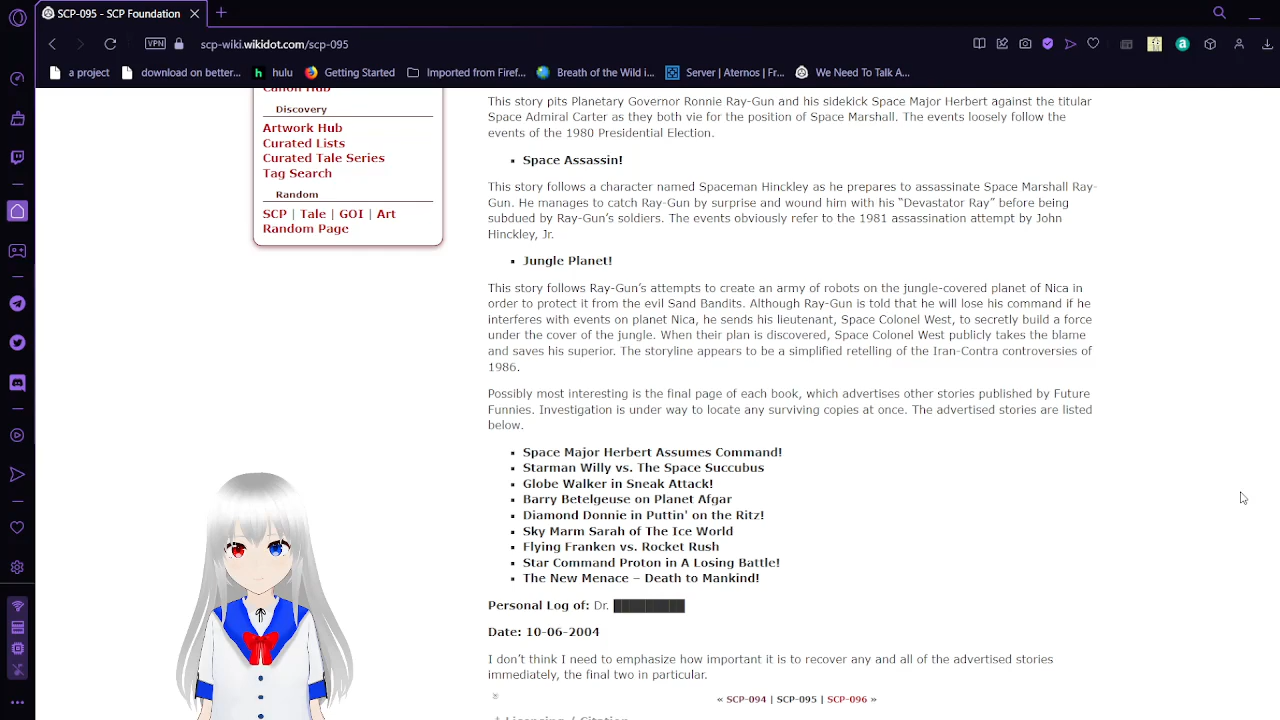 SCP-095 - SCP Foundation
VPN
scp-wiki.wikidot.com/scp-095
a project
download on better...
hulu
Getting Started
Imported from Firef...
Breath of the Wild i...
Server | Aternos | Fr...
We Need To Talk A...
Canon Hub
Discovery
Artwork Hub
Curated Lists
Curated Tale Series
Tag Search
Random
SCP | Tale | GOI | Art
Random Page
This story pits Planetary Governor Ronnie Ray-Gun and his sidekick Space Major Herbert against the titular
Space Admiral Carter as they both vie for the position of Space Marshall. The events loosely follow the
events of the 1980 Presidential Election.
Space Assassin!
This story follows a character named Spaceman Hinckley as he prepares to assassinate Space Marshall Ray-
Gun. He manages to catch Ray-Gun by surprise and wound him with his “Devastator Ray” before being
subdued by Ray-Gun’s soldiers. The events obviously refer to the 1981 assassination attempt by John
Hinckley, Jr.
Jungle Planet!
This story follows Ray-Gun’s attempts to create an army of robots on the jungle-covered planet of Nica in
order to protect it from the evil Sand Bandits. Although Ray-Gun is told that he will lose his command if he
interferes with events on planet Nica, he sends his lieutenant, Space Colonel West, to secretly build a force
under the cover of the jungle. When their plan is discovered, Space Colonel West publicly takes the blame
and saves his superior. The storyline appears to be a simplified retelling of the Iran-Contra controversies of
1986.
Possibly most interesting is the final page of each book, which advertises other stories published by Future
Funnies. Investigation is under way to locate any surviving copies at once. The advertised stories are listed
below.
Space Major Herbert Assumes Command!
Starman Willy vs. The Space Succubus
Globe Walker in Sneak Attack!
Barry Betelgeuse on Planet Afgar
Diamond Donnie in Puttin' on the Ritz!
Sky Marm Sarah of The Ice World
Flying Franken vs. Rocket Rush
Star Command Proton in A Losing Battle!
The New Menace – Death to Mankind!
Personal Log of: Dr. █████████
Date: 10-06-2004
I don’t think I need to emphasize how important it is to recover any and all of the advertised stories
immediately, the final two in particular.
« SCP-094 | SCP-095 | SCP-096 »
Licensing / Citation